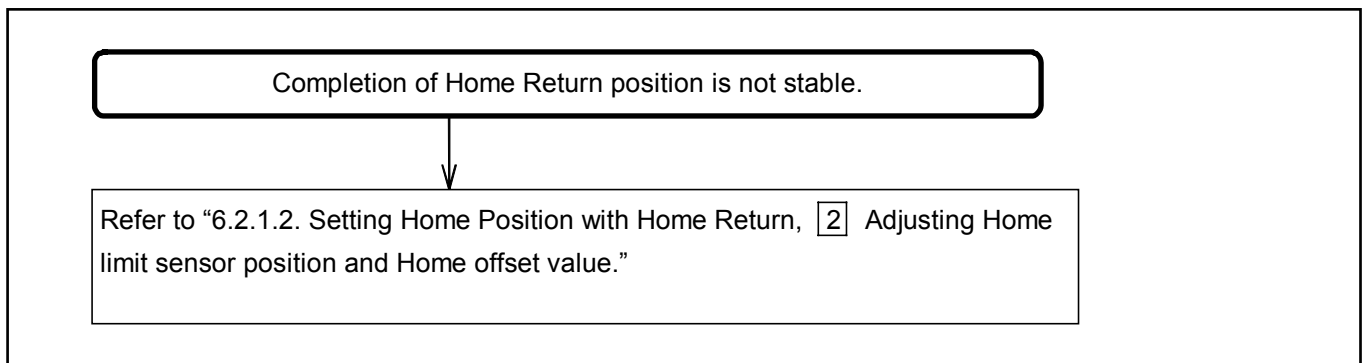 Completion of Home Return position is not stable.
Refer to “6.2.1.2. Setting Home Position with Home Return, 2 Adjusting Home
limit sensor position and Home offset value.”